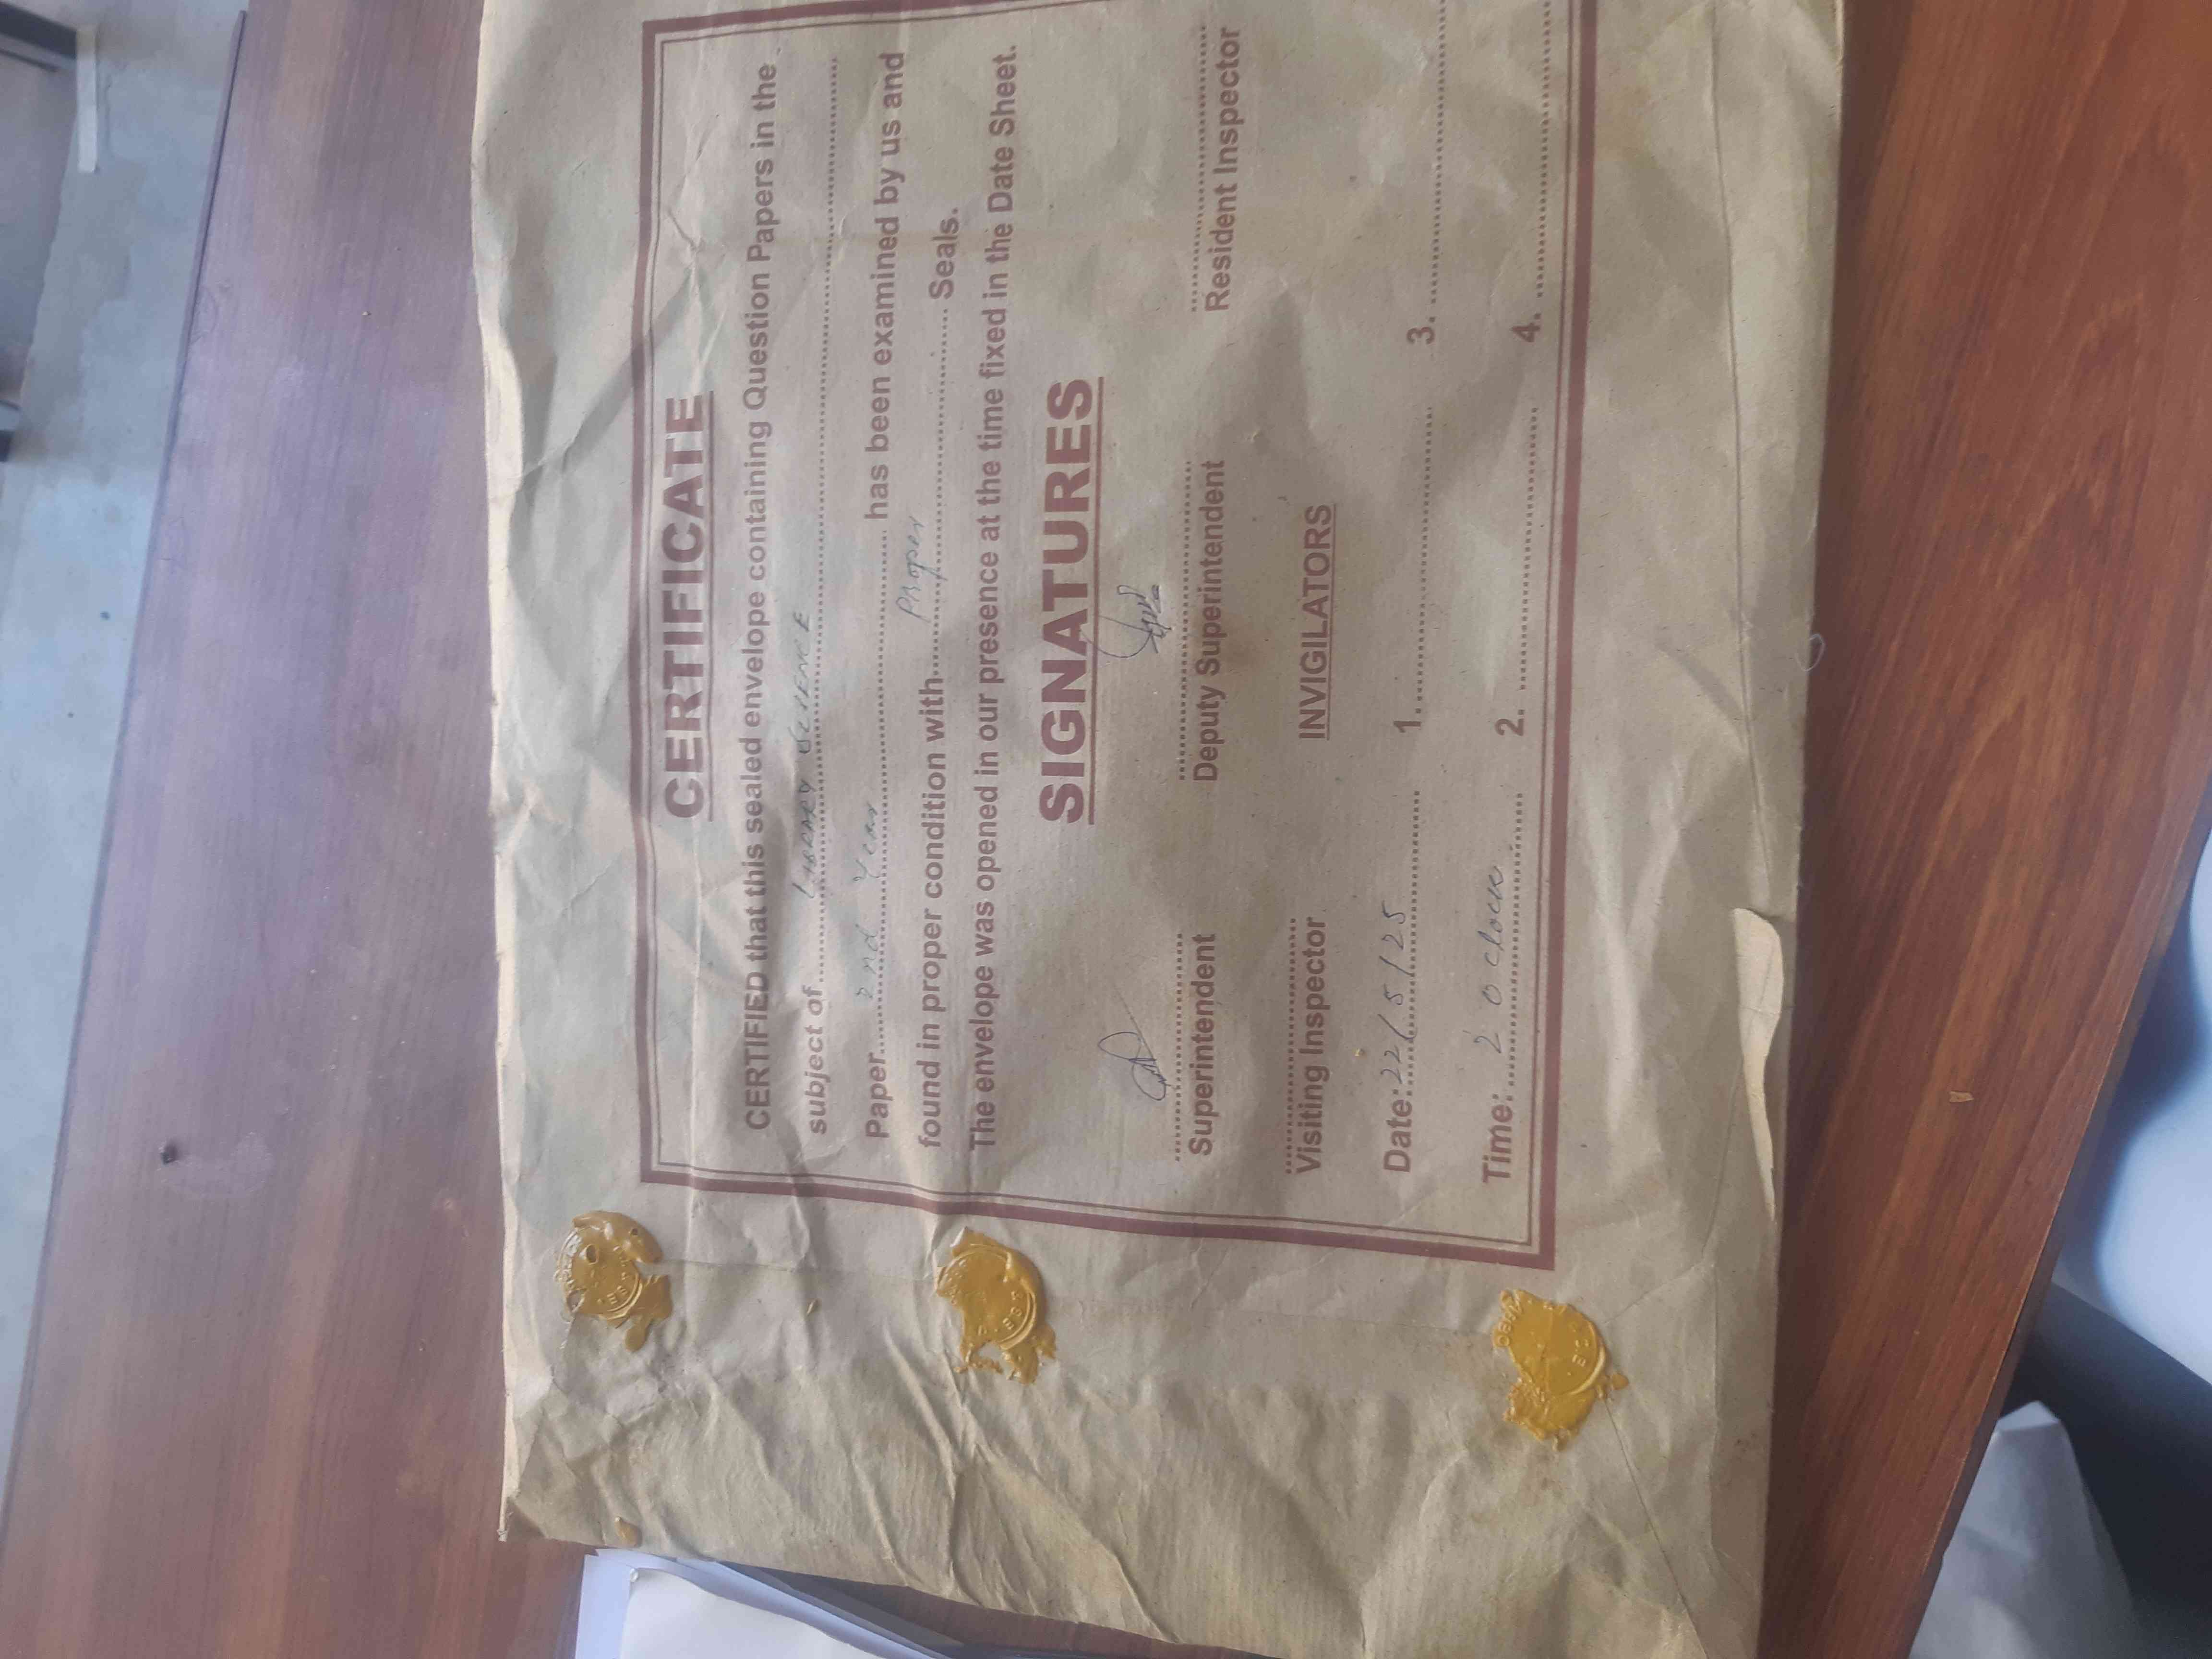 CERTIFICATE
CERTIFIED that this sealed envelope containing Question Papers in the
subject of........Library SCIENCE........
Paper....2nd Year.... has been examined by us and
found in proper condition with....Proper.... Seals.
The envelope was opened in our presence at the time fixed in the Date Sheet.
SIGNATURES
Superintendent Deputy Superintendent Resident Inspector
Visiting Inspector INVIGILATORS
Date:22/5/25 1. 3.
Time: 2 O clock 2. 4.